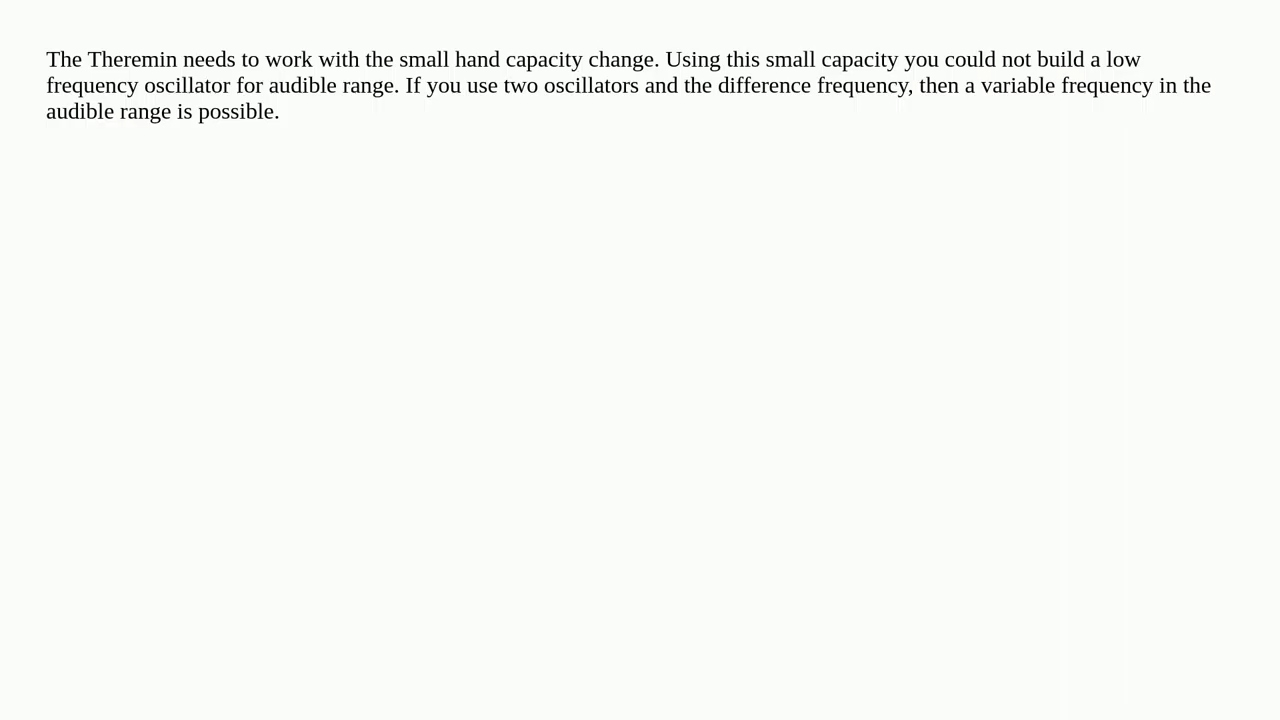 The Theremin needs to work with the small hand capacity change. Using this small capacity you could not build a low
frequency oscillator for audible range. If you use two oscillators and the difference frequency, then a variable frequency in the
audible range is possible.